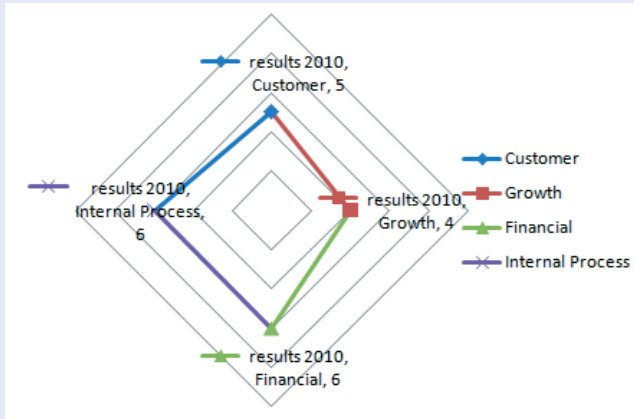 results 2010,
Customer, 5
results 2010,
Internal Process,
6
results 2010,
Growth, 4
results 2010,
Financial, 6
Customer
Growth
Financial
Internal Process